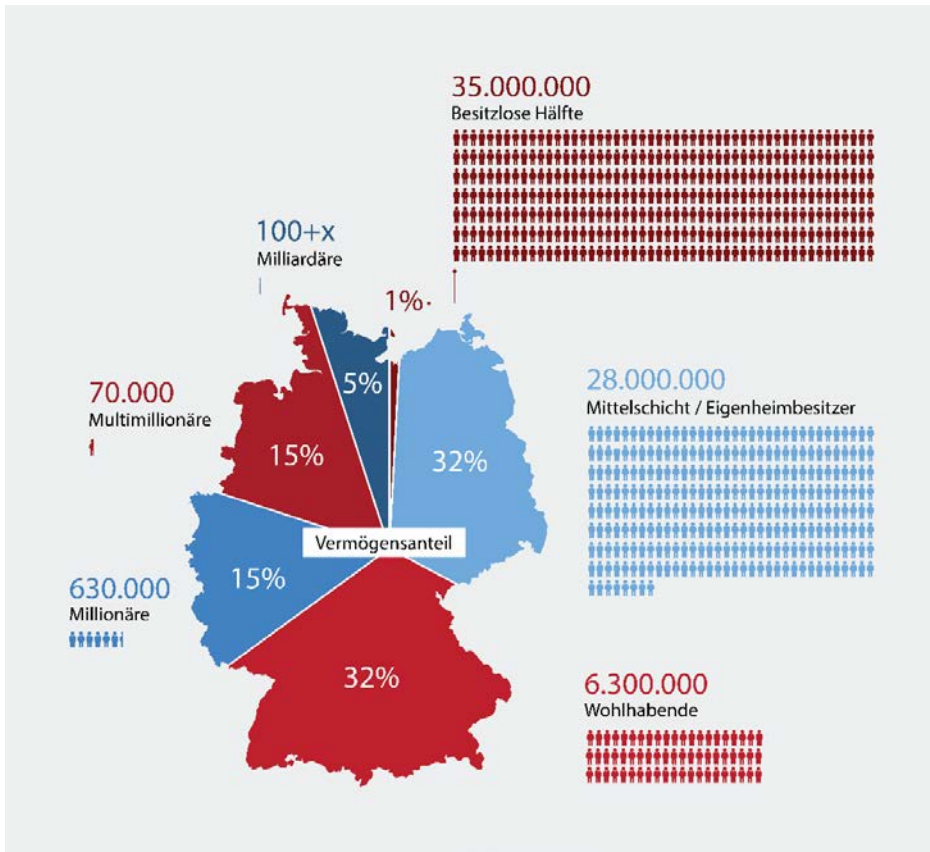 35.000.000
Besitzlose Hälfte
100+x
Milliardäre
1%
70.000
Multimillionäre
5%
28.000.000
Mittelschicht / Eigenheimbesitzer
15%
32%
Vermögensanteil
630.000
Millionäre
15%
32%
6.300.000
Wohlhabende